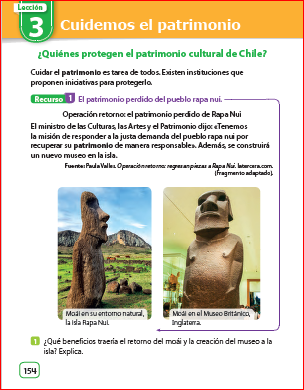 Lección
3
Cuidemos el patrimonio
¿Quiénes protegen el patrimonio cultural de Chile?
Cuidar el patrimonio es tarea de todos. Existen instituciones que
proponen iniciativas para protegerlo.
Recurso 1 El patrimonio perdido del pueblo rapa nui.
Operación retorno: el patrimonio perdido de Rapa Nui
El ministro de las Culturas, las Artes y el Patrimonio dijo: «Tenemos
la misión de responder a la justa demanda del pueblo rapa nui por
recuperar su patrimonio de manera responsable». Además, se construirá
un nuevo museo en la isla.
Fuente: Paula Valles. Operación retorno: regresan piezas a Rapa Nui. latercera.com.
(Fragmento adaptado).
Moái en su entorno natural,
la isla Rapa Nui.
Moái en el Museo Británico,
Inglaterra.
1 ¿Qué beneficios traería el retorno del moái y la creación del museo a la
isla? Explica.
154